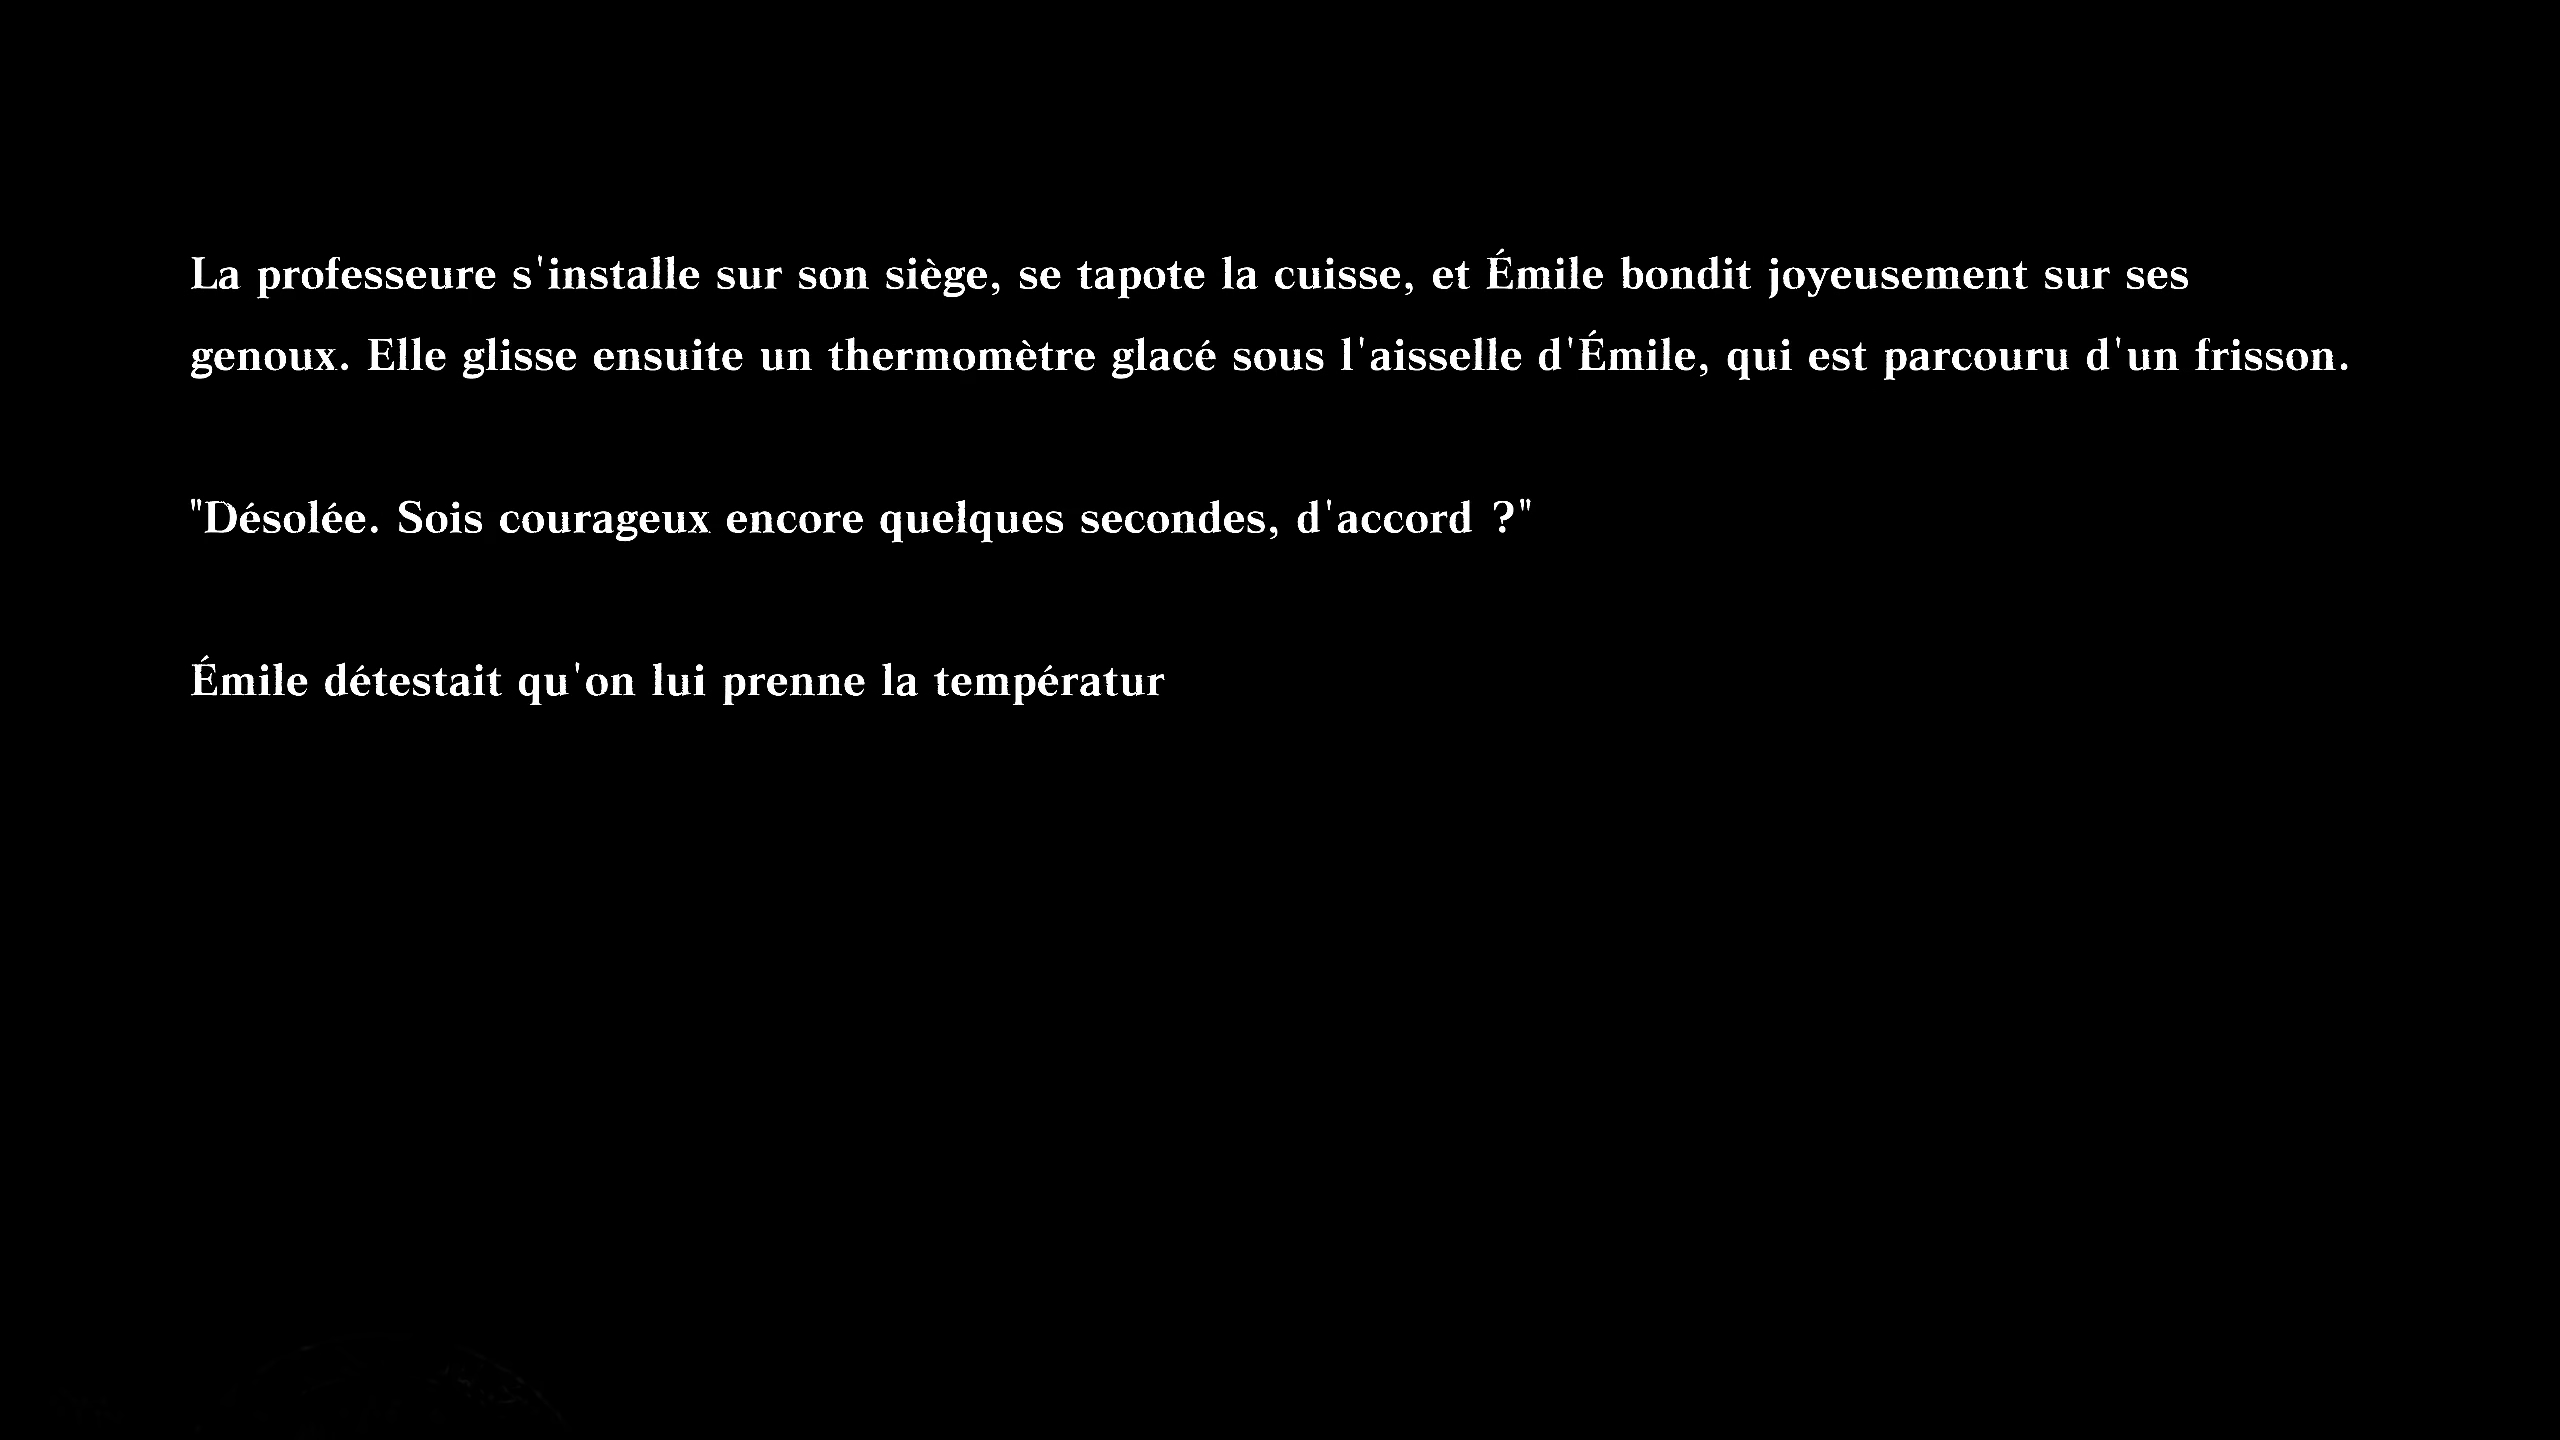 La professeure s'installe sur son siège, se tapote la cuisse, et Émile bondit joyeusement sur ses
genoux. Elle glisse ensuite un thermomètre glacé sous l'aisselle d'Émile, qui est parcouru d'un frisson.
"Désolée. Sois courageux encore quelques secondes, d'accord ?"
Émile détestait qu'on lui prenne la températur